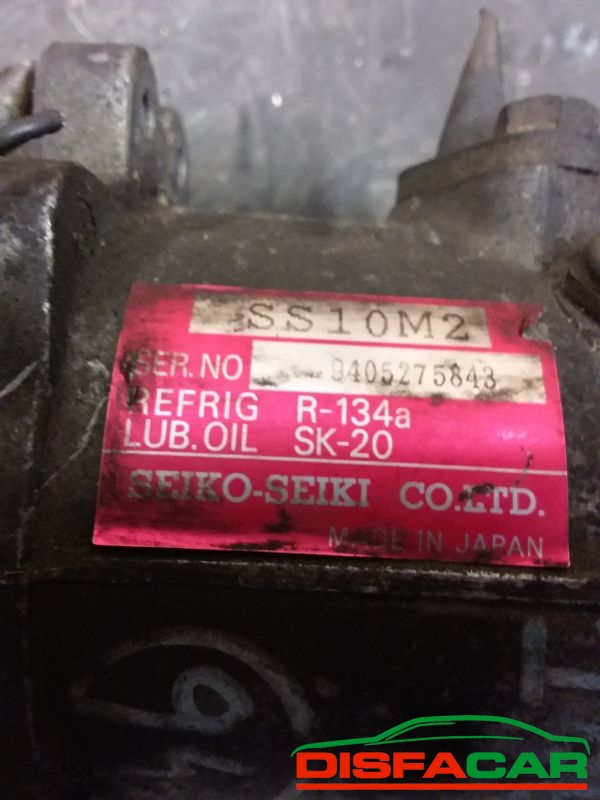 SS10M2
SER.NO 9405275843
REFRIG R-134a
LUB.OIL SK-20
SEIKO-SEIKI CO.LTD.
MADE IN JAPAN
DISFACAR